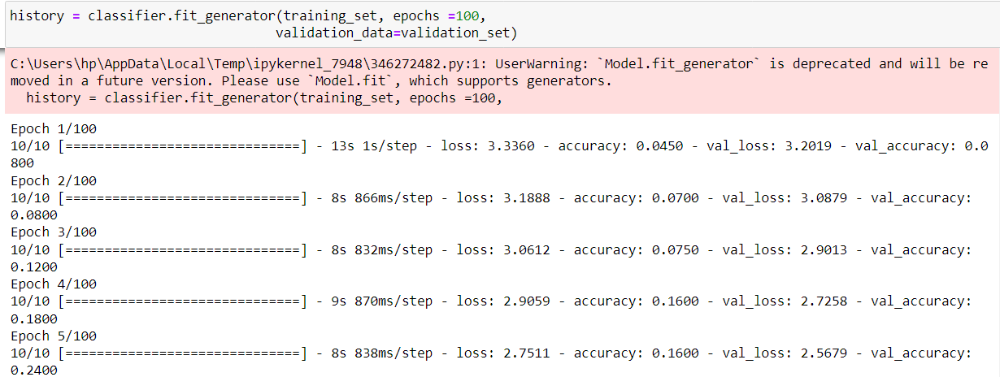 history = classifier.fit_generator(training_set, epochs =100,
validation_data=validation_set)
C:\Users\hp\AppData\Local\Temp\ipykernel_7948\346272482.py:1: UserWarning: `Model.fit_generator` is deprecated and will be re
moved in a future version. Please use `Model.fit`, which supports generators.
history = classifier.fit_generator(training_set, epochs =100,
Epoch 1/100
10/10 [==============================] - 13s 1s/step - loss: 3.3360 - accuracy: 0.0450 - val_loss: 3.2019 - val_accuracy: 0.0
800
Epoch 2/100
10/10 [==============================] - 8s 866ms/step - loss: 3.1888 - accuracy: 0.0700 - val_loss: 3.0879 - val_accuracy:
0.0800
Epoch 3/100
10/10 [==============================] - 8s 832ms/step - loss: 3.0612 - accuracy: 0.0750 - val_loss: 2.9013 - val_accuracy:
0.1200
Epoch 4/100
10/10 [==============================] - 9s 870ms/step - loss: 2.9059 - accuracy: 0.1600 - val_loss: 2.7258 - val_accuracy:
0.1800
Epoch 5/100
10/10 [==============================] - 8s 838ms/step - loss: 2.7511 - accuracy: 0.1600 - val_loss: 2.5679 - val_accuracy:
0.2400